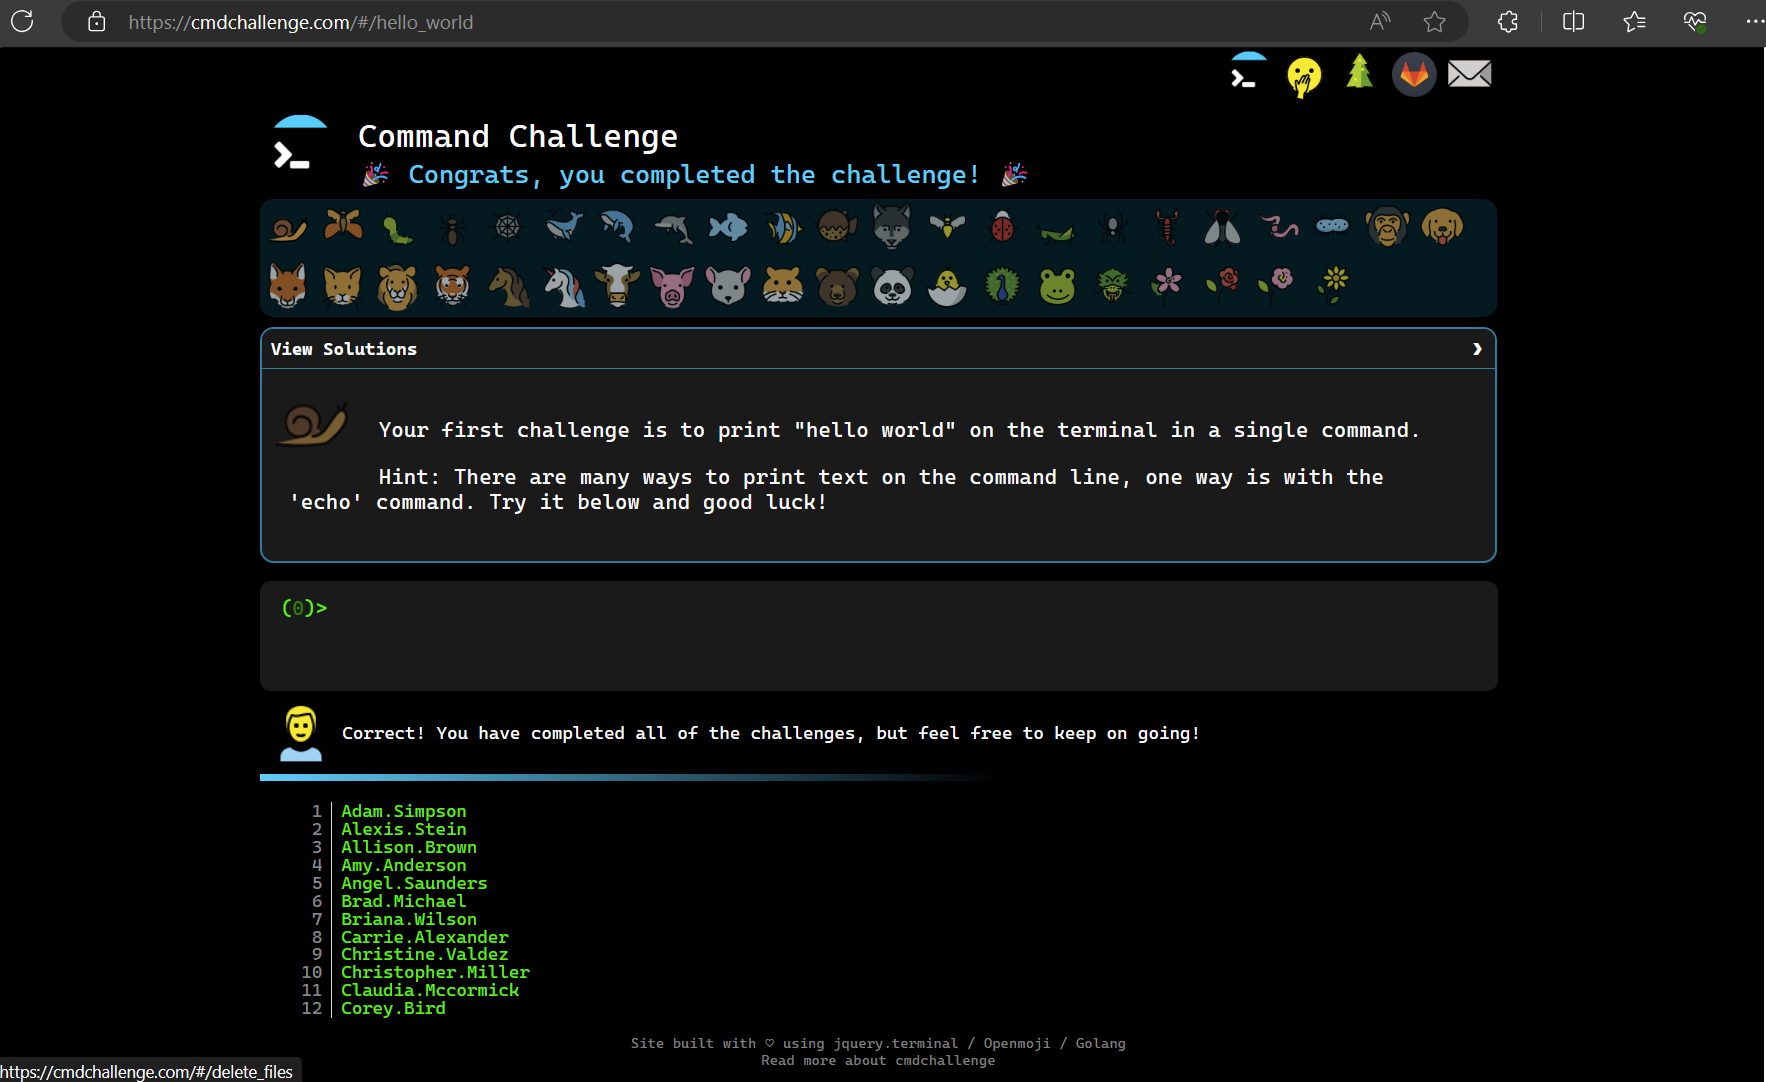 https://cmdchallenge.com/#/hello_world
Command Challenge
Congrats, you completed the challenge!
View Solutions
Your first challenge is to print "hello world" on the terminal in a single command.
Hint: There are many ways to print text on the command line, one way is with the
'echo' command. Try it below and good luck!
(0)>
Correct! You have completed all of the challenges, but feel free to keep on going!
1 Adam.Simpson
2 Alexis.Stein
3 Allison.Brown
4 Amy.Anderson
5 Angel.Saunders
6 Brad.Michael
7 Briana.Wilson
8 Carrie.Alexander
9 Christine.Valdez
10 Christopher.Miller
11 Claudia.Mccormick
12 Corey.Bird
Site built with ♡ using jquery.terminal / Openmoji / Golang
Read more about cmdchallenge
https://cmdchallenge.com/#/delete_files